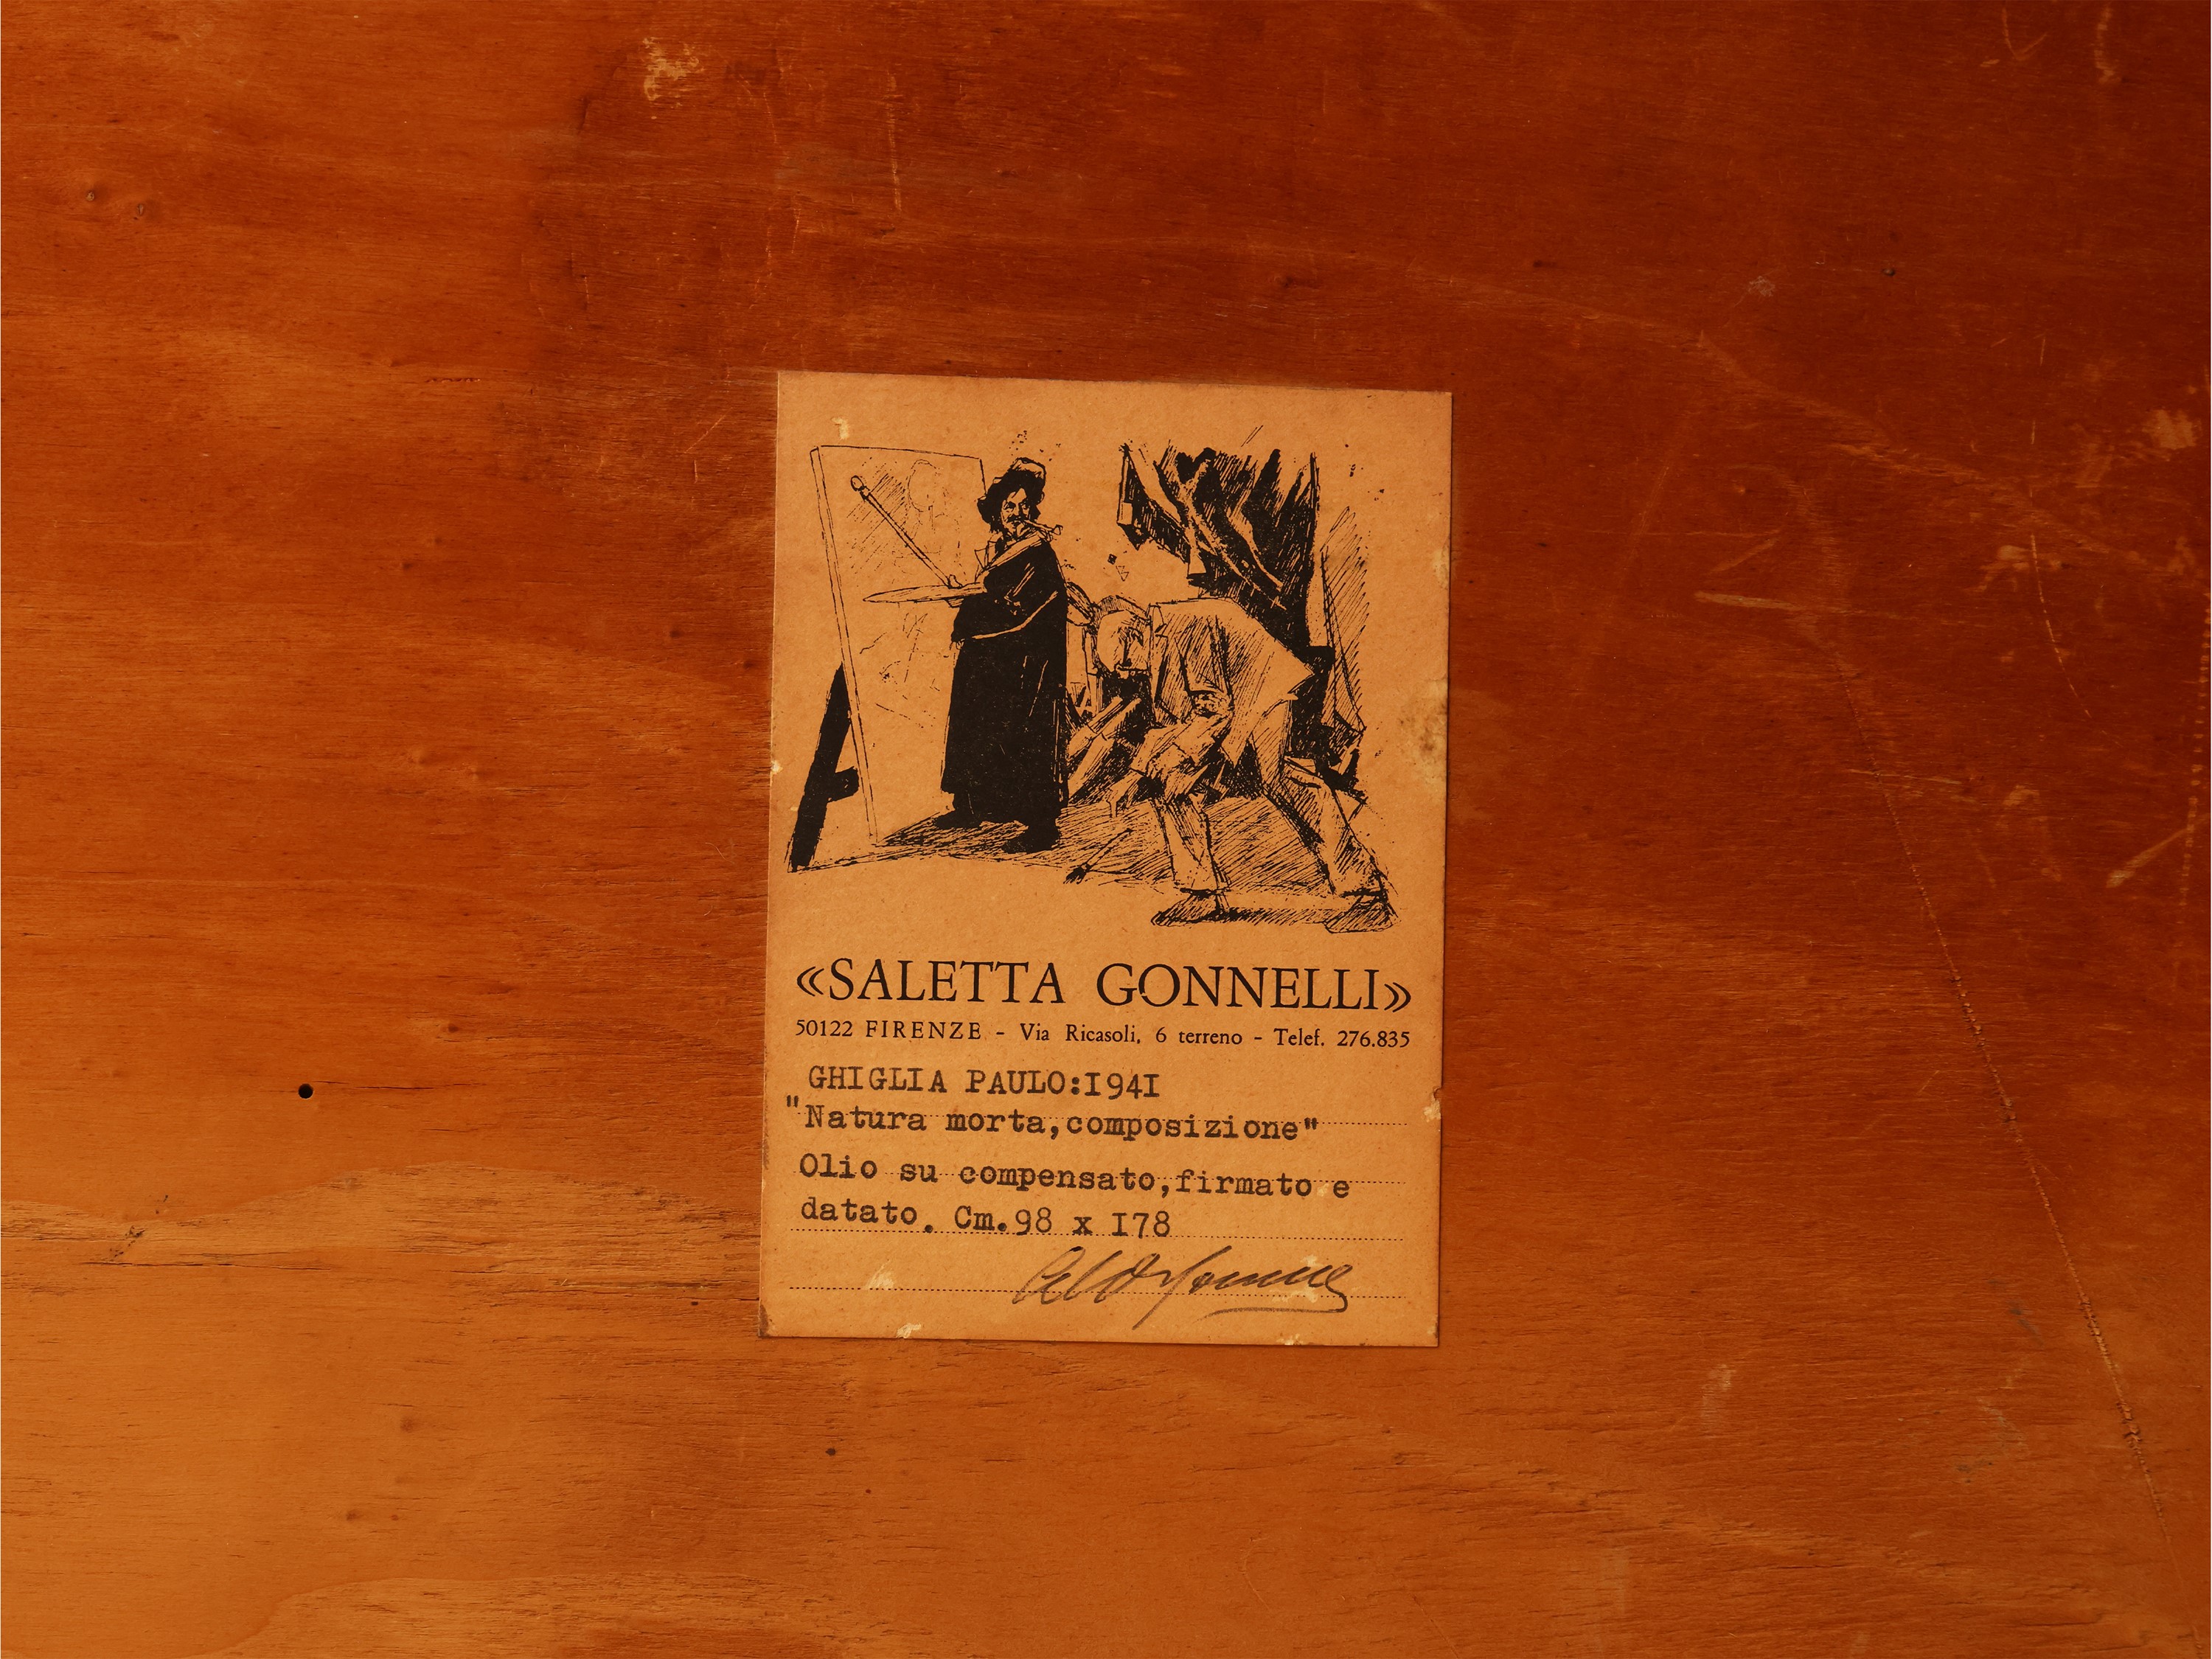 «SALETTA GONNELLI»
50122 FIRENZE - Via Ricasoli, 6 terreno - Telef. 276.835
GHIGLIA PAULO:I94I
"Natura morta,composizione"
Olio su compensato,firmato e
datato. Cm.98 x I78